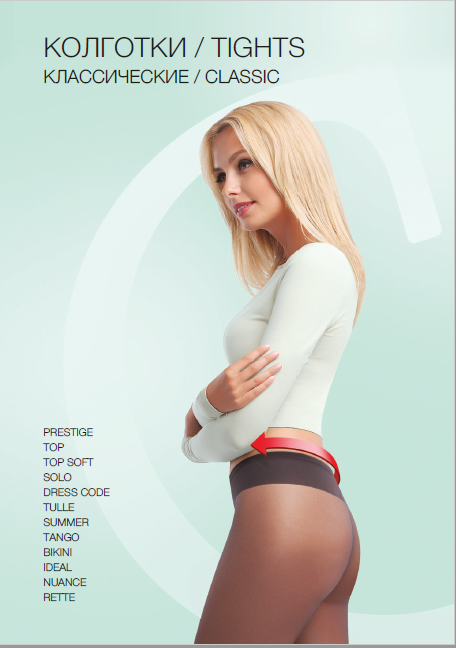 КОЛГОТКИ / TIGHTS
КЛАССИЧЕСКИЕ / CLASSIC
PRESTIGE
TOP
TOP SOFT
SOLO
DRESS CODE
TULLE
SUMMER
TANGO
BIKINI
IDEAL
NUANCE
RETTE